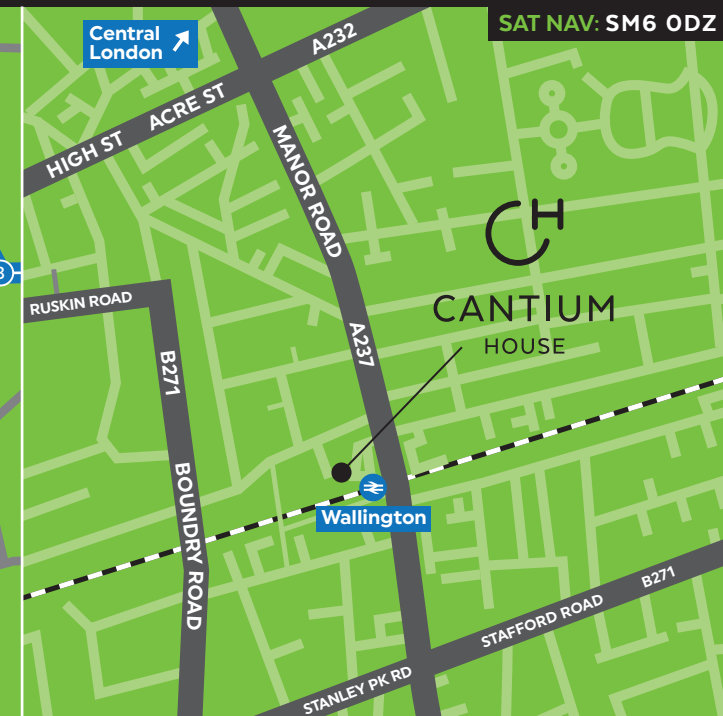 Central
London
SAT NAV: SM6 0DZ
A232
HIGH ST
ACRE ST
MANOR ROAD
CH
CANTIUM
HOUSE
3
RUSKIN ROAD
A237
B271
BOUNDRY ROAD
Wallington
B271
STAFFORD ROAD
STANLEY PK RD